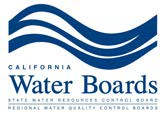 CALIFORNIA
Water Boards
STATE WATER RESOURCES CONTROL BOARD
REGIONAL WATER QUALITY CONTROL BOARDS